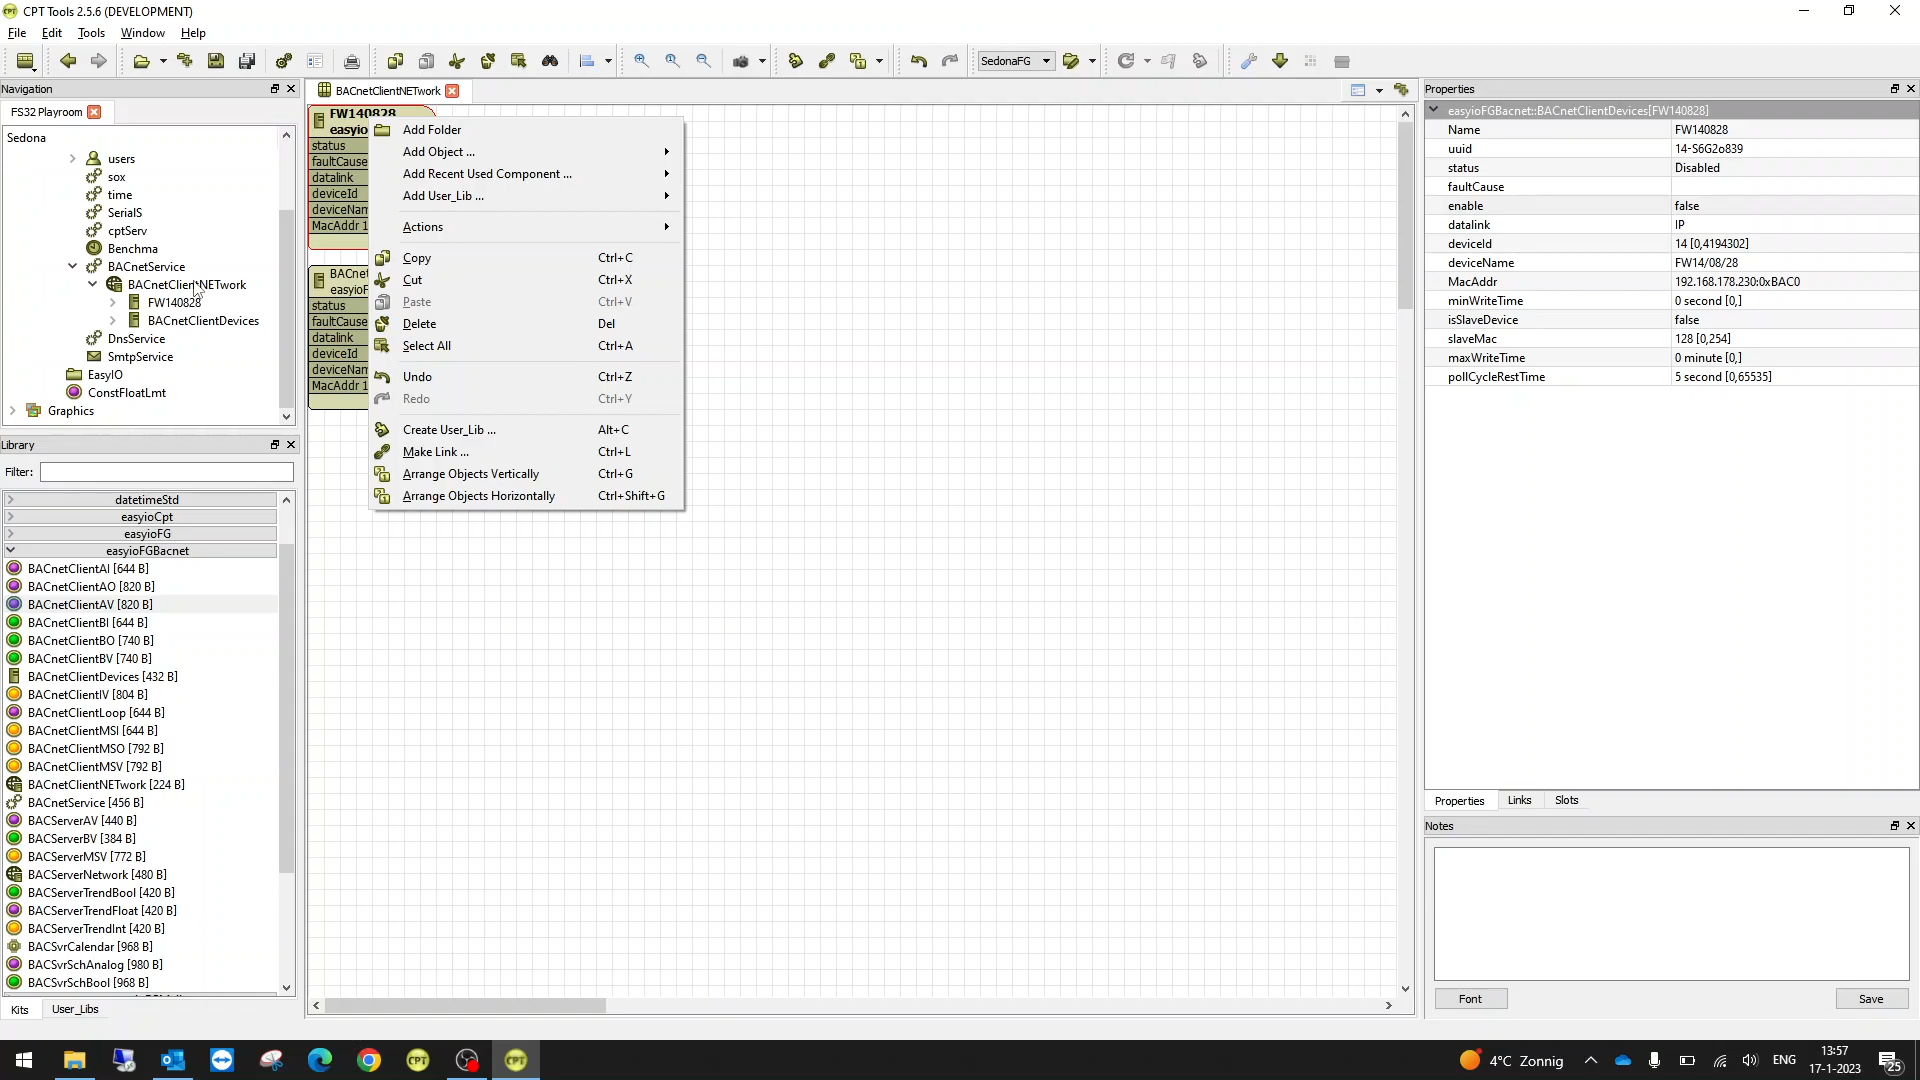 CPT Tools 2.5.6 (DEVELOPMENT)
File Edit Tools Window Help
SedonaFG
Navigation
FS32 Playroom
Sedona
users
sox
time
SerialS
cptServ
Benchma
BACnetService
BACnetClientNETwork
FW140828
BACnetClientDevices
DnsService
SmtpService
EasyIO
ConstFloatLmt
Graphics
Library
Filter:
datetimeStd
easyioCpt
easyioFG
easyioFGBacnet
BACnetClientAI [644 B]
BACnetClientAO [820 B]
BACnetClientAV [820 B]
BACnetClientBI [644 B]
BACnetClientBO [740 B]
BACnetClientBV [740 B]
BACnetClientDevices [432 B]
BACnetClientIV [804 B]
BACnetClientLoop [644 B]
BACnetClientMSI [644 B]
BACnetClientMSO [792 B]
BACnetClientMSV [792 B]
BACnetClientNETwork [224 B]
BACnetService [456 B]
BACServerAV [440 B]
BACServerBV [384 B]
BACServerMSV [772 B]
BACServerNetwork [480 B]
BACServerTrendBool [420 B]
BACServerTrendFloat [420 B]
BACServerTrendInt [420 B]
BACSvrCalendar [968 B]
BACSvrSchAnalog [980 B]
BACSvrSchBool [968 B]
Kits User_Libs
BACnetClientNETwork
FW140828
easyio
status
faultCause
datalink
deviceId
deviceNam
MacAddr 1
BACnet
easyioF
status
faultCause
datalink
deviceId
deviceNam
MacAddr 1
Add Folder
Add Object ...
Add Recent Used Component ...
Add User_Lib ...
Actions
Copy Ctrl+C
Cut Ctrl+X
Paste Ctrl+V
Delete Del
Select All Ctrl+A
Undo Ctrl+Z
Redo Ctrl+Y
Create User_Lib ... Alt+C
Make Link ... Ctrl+L
Arrange Objects Vertically Ctrl+G
Arrange Objects Horizontally Ctrl+Shift+G
Properties
easyioFGBacnet::BACnetClientDevices[FW140828]
Name FW140828
uuid 14-S6G2o839
status Disabled
faultCause
enable false
datalink IP
deviceId 14 [0,4194302]
deviceName FW/14/08/28
MacAddr 192.168.178.230:0xBAC0
minWriteTime 0 second [0,]
isSlaveDevice false
slaveMac 128 [0,254]
maxWriteTime 0 minute [0,]
pollCycleRestTime 5 second [0,65535]
Properties Links Slots
Notes
Font Save
4°C Zonnig ENG 13:57
17-1-2023 25